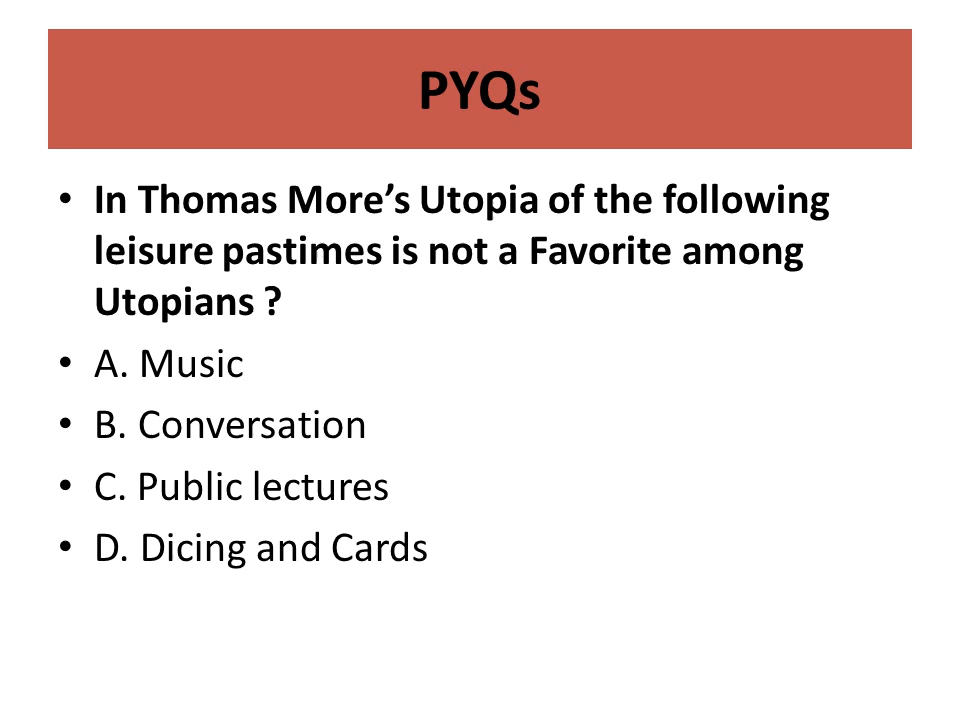 PYQs
• In Thomas More’s Utopia of the following
leisure pastimes is not a Favorite among
Utopians ?
• A. Music
• B. Conversation
• C. Public lectures
• D. Dicing and Cards